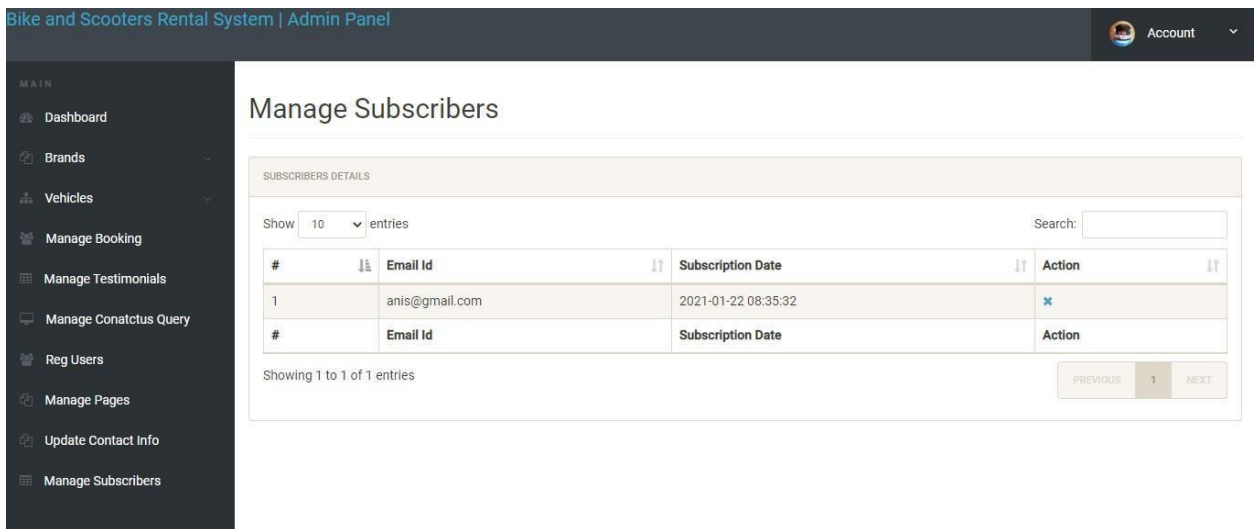 Bike and Scooters Rental System | Admin Panel
Account
MAIN
Dashboard
Brands
Vehicles
Manage Booking
Manage Testimonials
Manage Conatctus Query
Reg Users
Manage Pages
Update Contact Info
Manage Subscribers
Manage Subscribers
SUBSCRIBERS DETAILS
Show 10 entries Search:
# Email Id Subscription Date Action
1 anis@gmail.com 2021-01-22 08:35:32
# Email Id Subscription Date Action
Showing 1 to 1 of 1 entries PREVIOUS 1 NEXT